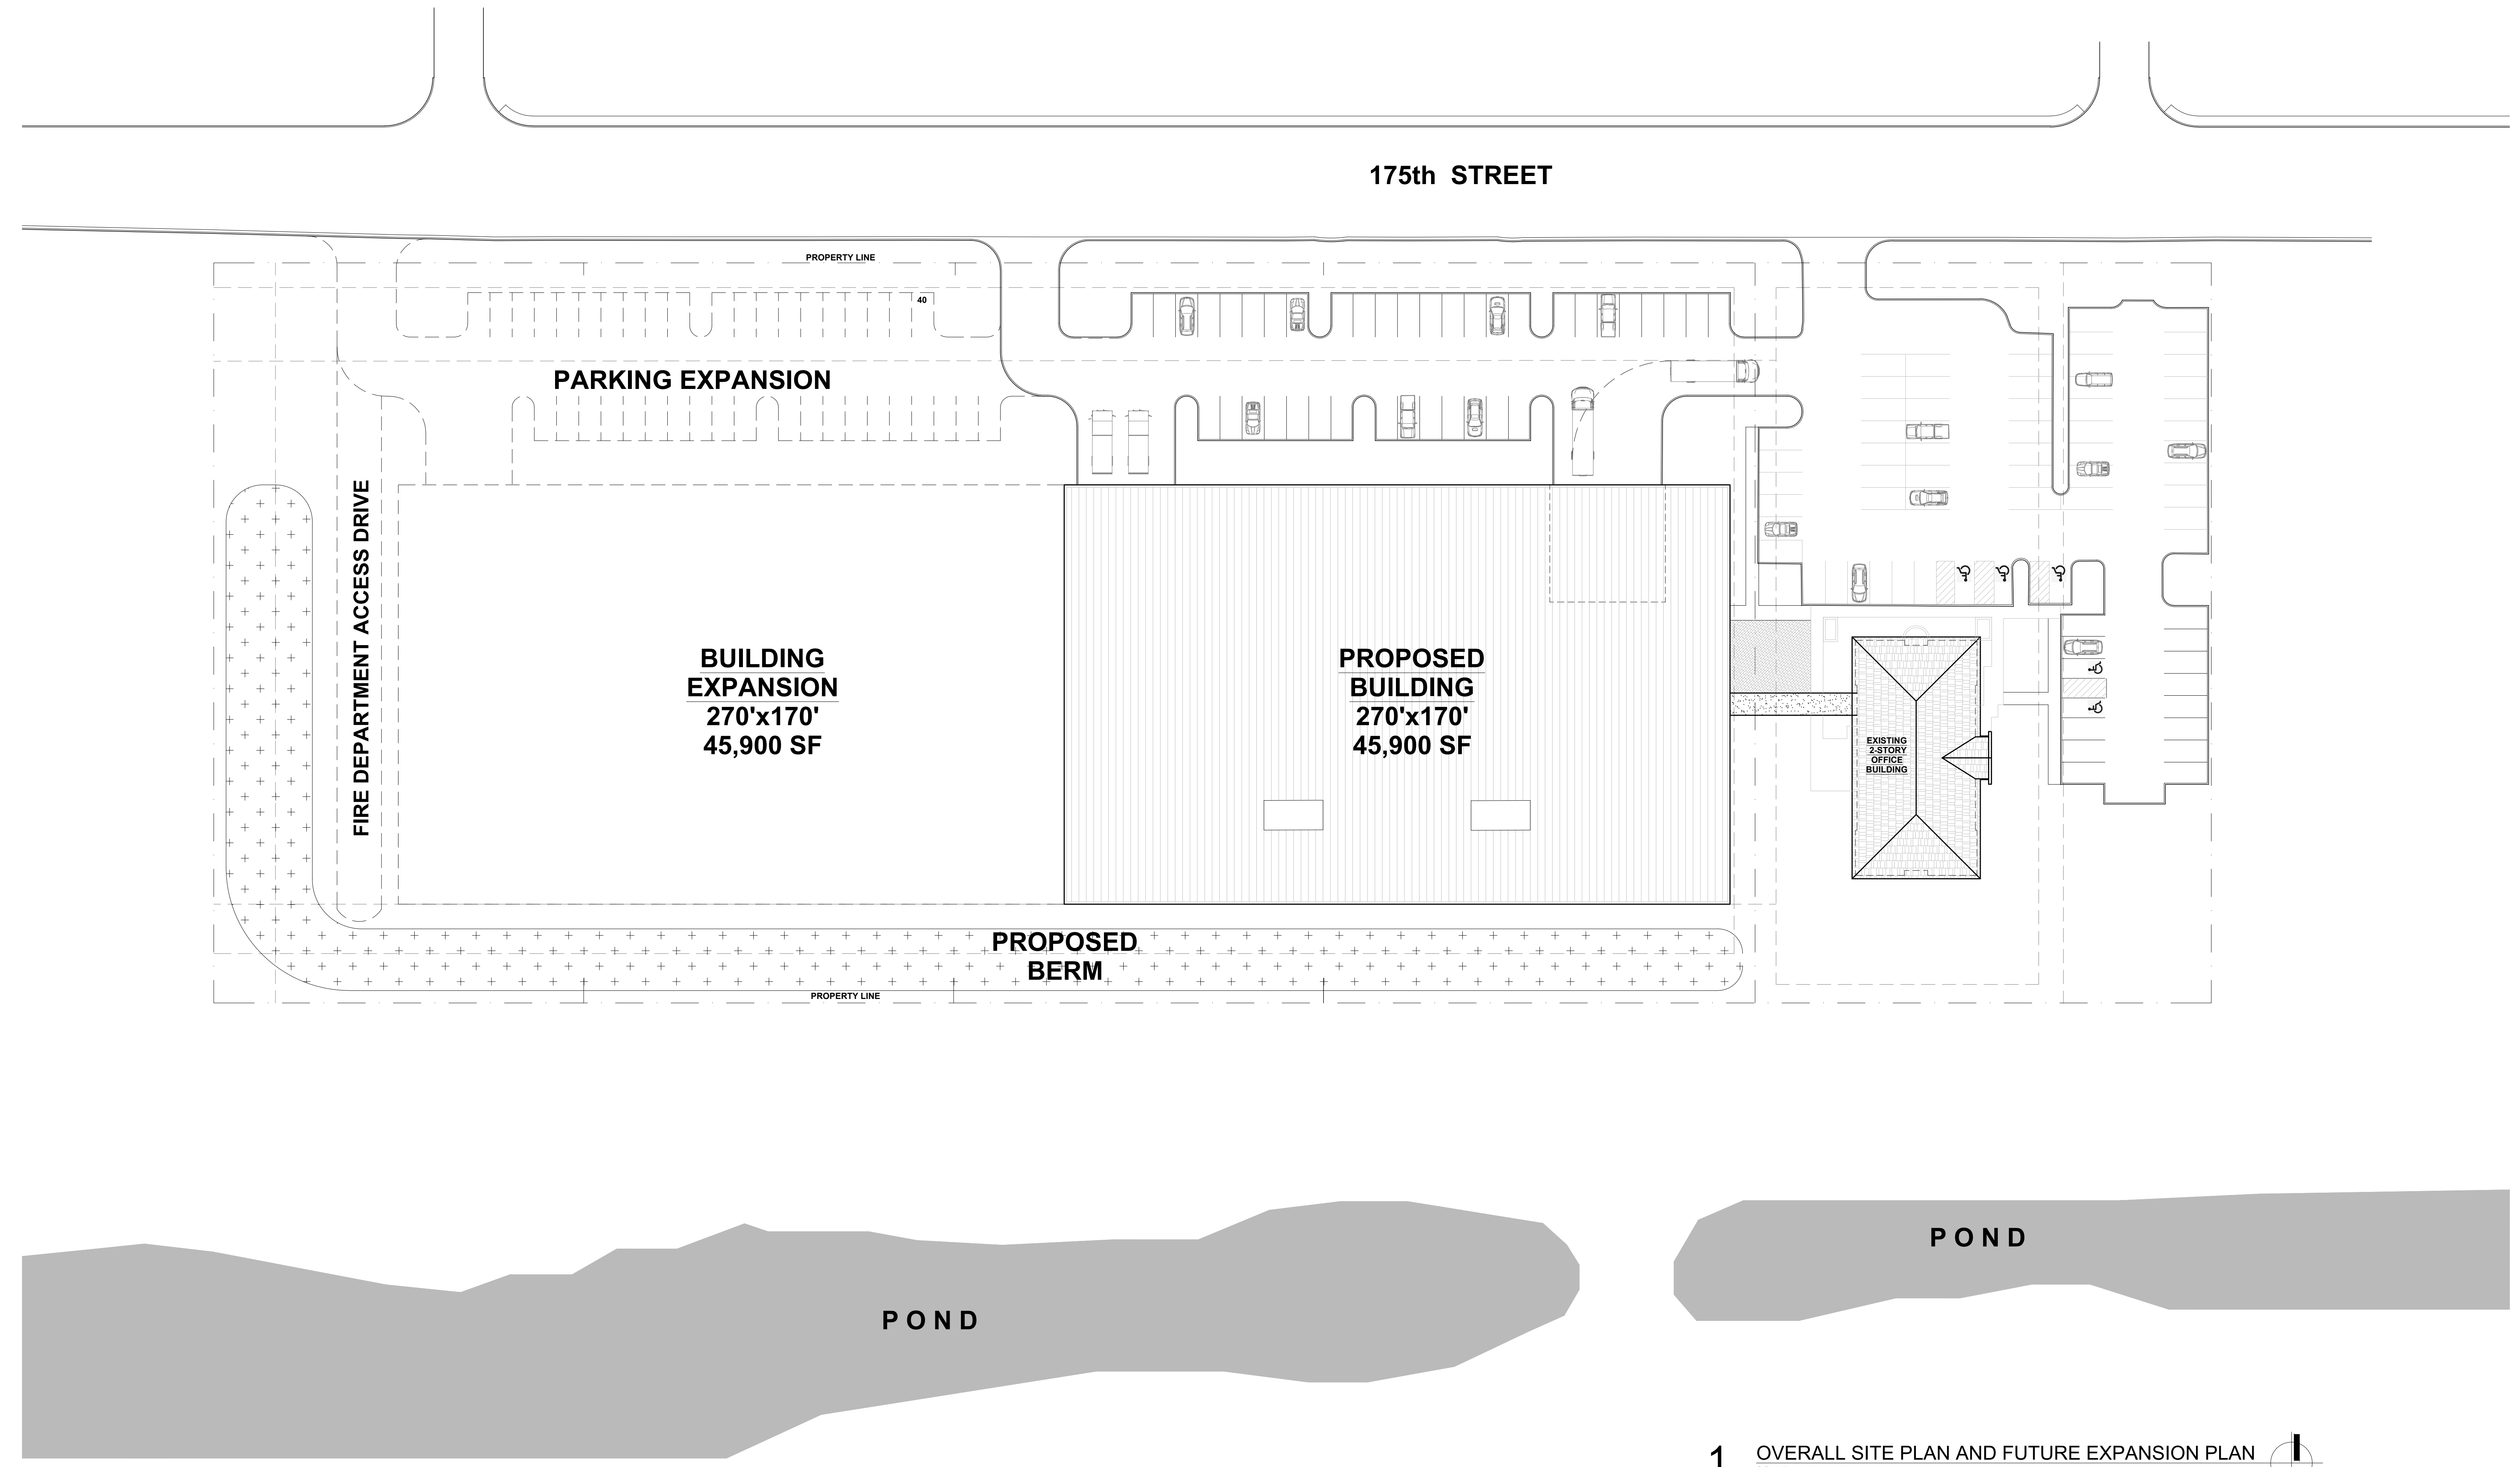 175th STREET
PROPERTY LINE
40
PARKING EXPANSION
FIRE DEPARTMENT ACCESS DRIVE
BUILDING
EXPANSION
270'x170'
45,900 SF
PROPOSED
BUILDING
270'x170'
45,900 SF
EXISTING
2-STORY
OFFICE
BUILDING
PROPOSED
BERM
PROPERTY LINE
POND
POND
1 OVERALL SITE PLAN AND FUTURE EXPANSION PLAN